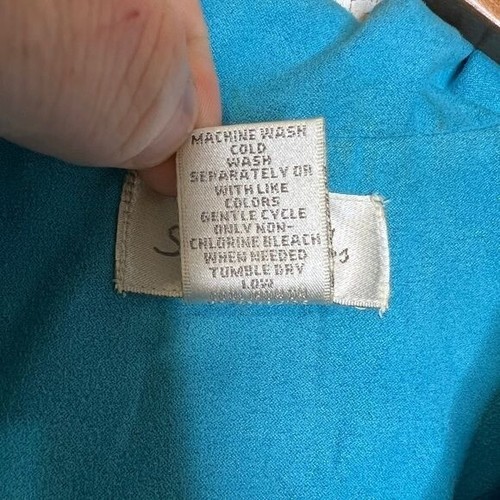 MACHINE WASH
COLD
WASH
SEPARATELY OR
WITH LIKE
COLORS
GENTLE CYCLE
ONLY NON-
CHLORINE BLEACH
WHEN NEEDED
TUMBLE DRY
LOW